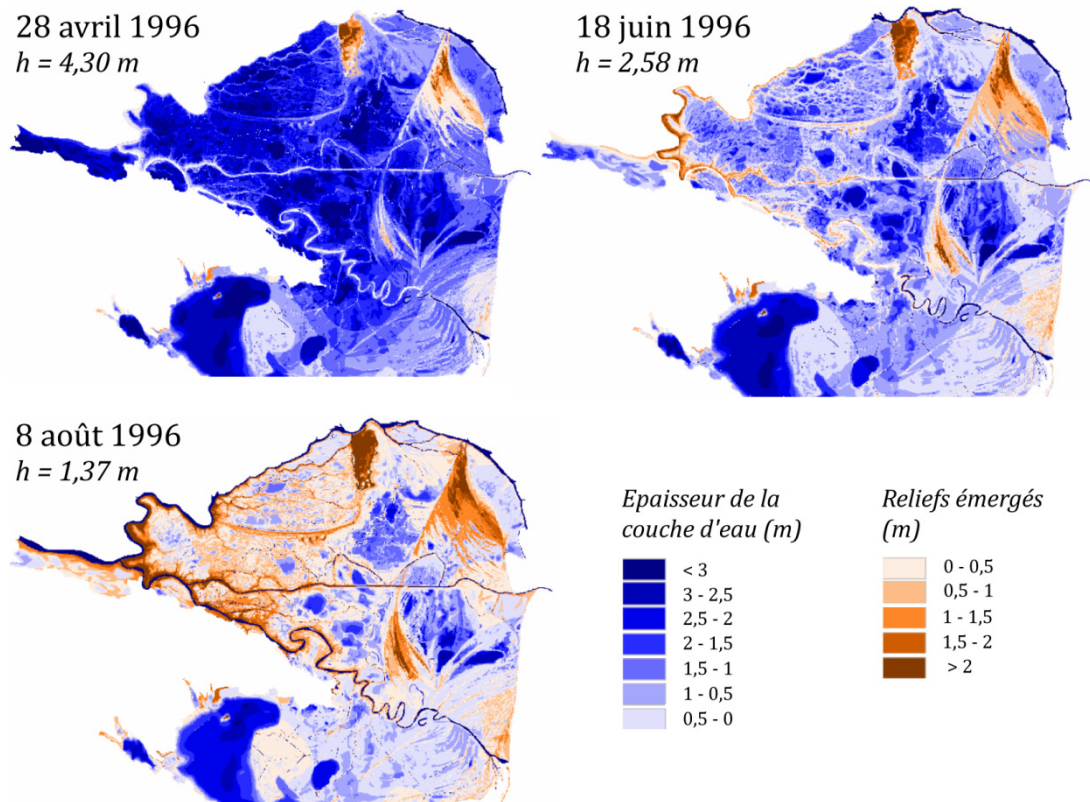 28 avril 1996
h = 4,30 m
18 juin 1996
h = 2,58 m
8 août 1996
h = 1,37 m
Epaisseur de la
couche d'eau (m)
< 3
3 - 2,5
2,5 - 2
2 - 1,5
1,5 - 1
1 - 0,5
0,5 - 0
Reliefs émergés
(m)
0 - 0,5
0,5 - 1
1 - 1,5
1,5 - 2
> 2